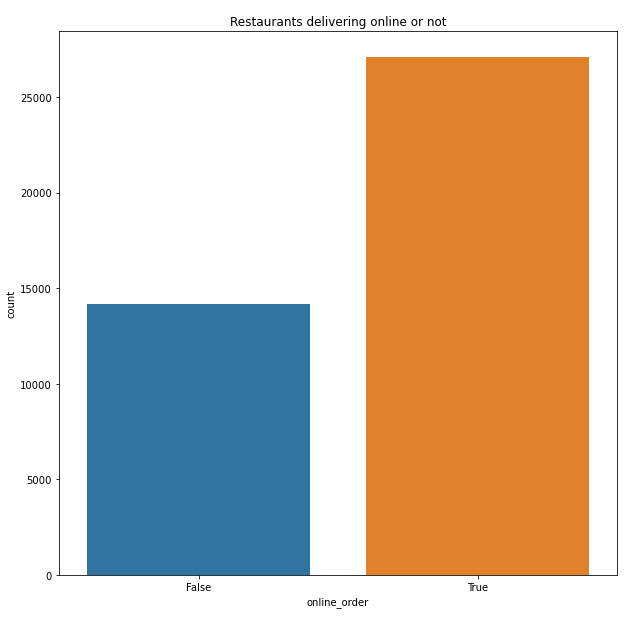 Restaurants delivering online or not
25000
20000
15000
10000
5000
0
count
False
True
online_order